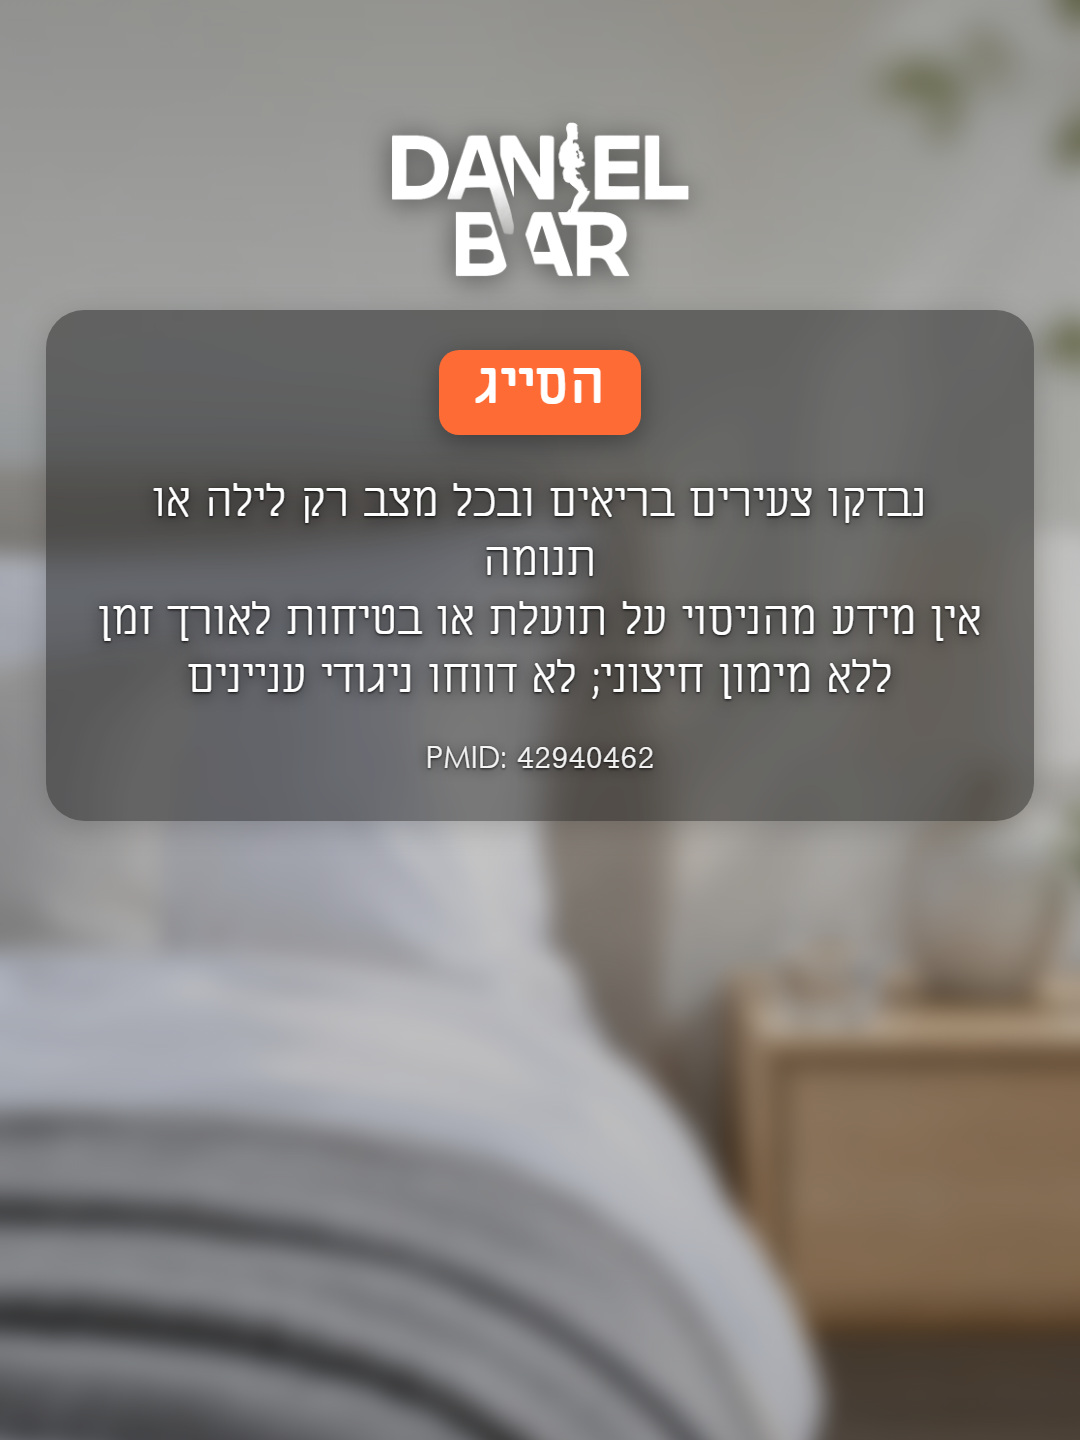 DANIEL
BAR
הסייג
נבדקו צעירים בריאים ובכל מצב רק לילה או
תנומה
אין מידע מהניסוי על תועלת או בטיחות לאורך זמן
ללא מימון חיצוני; לא דווחו ניגודי עניינים
PMID: 42940462